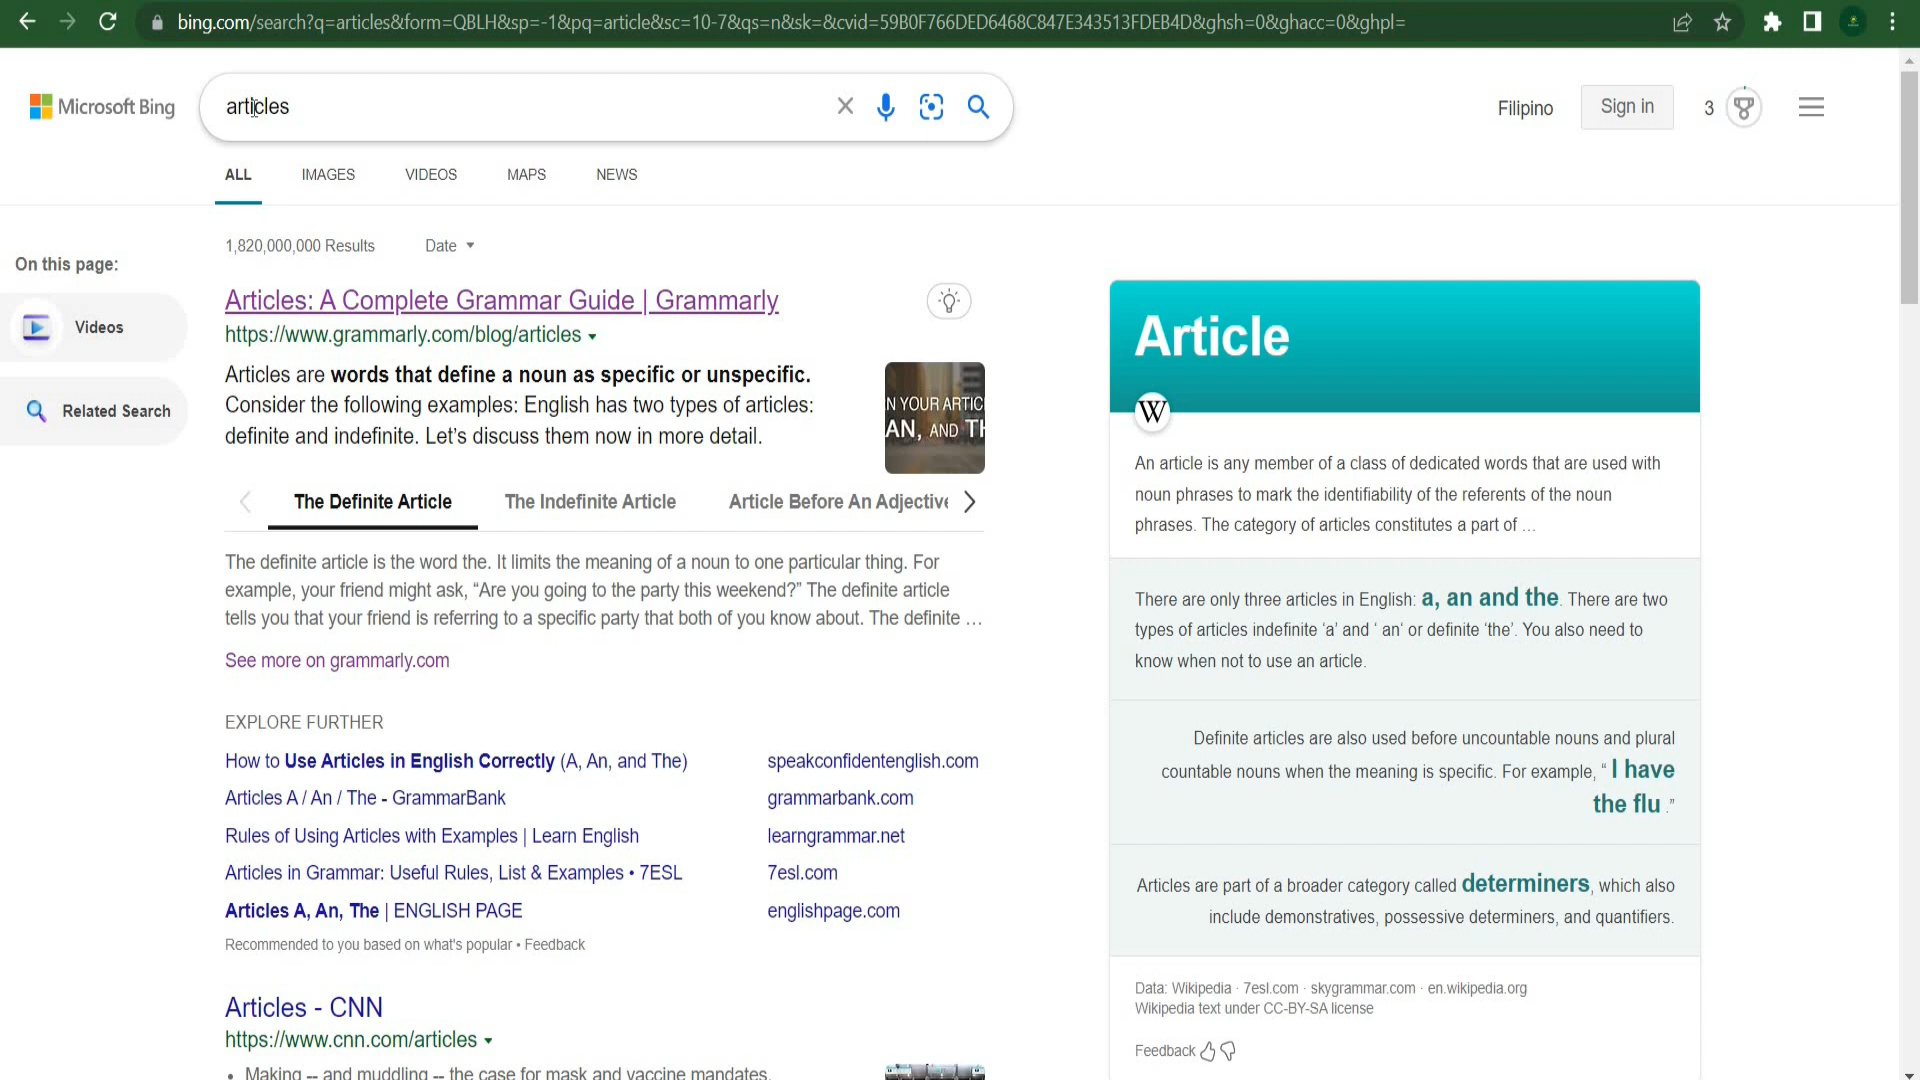 bing.com/search?q=articles&form=QBLH&sp=-1&pq=article&sc=10-7&qs=n&sk=&cvid=59B0F766DED6468C847E343513FDEB4D&ghsh=0&ghacc=0&ghpl=
Microsoft Bing
articles
Filipino
Sign in
3
ALL
IMAGES
VIDEOS
MAPS
NEWS
1,820,000,000 Results
Date
On this page:
Videos
Related Search
Articles: A Complete Grammar Guide | Grammarly
https://www.grammarly.com/blog/articles
Articles are words that define a noun as specific or unspecific.
Consider the following examples: English has two types of articles:
definite and indefinite. Let’s discuss them now in more detail.
N YOUR ARTIC
AN, AND TH
The Definite Article
The Indefinite Article
Article Before An Adjective
The definite article is the word the. It limits the meaning of a noun to one particular thing. For
example, your friend might ask, “Are you going to the party this weekend?” The definite article
tells you that your friend is referring to a specific party that both of you know about. The definite …
See more on grammarly.com
EXPLORE FURTHER
How to Use Articles in English Correctly (A, An, and The) speakconfidentenglish.com
Articles A / An / The - GrammarBank grammarbank.com
Rules of Using Articles with Examples | Learn English learngrammar.net
Articles in Grammar: Useful Rules, List & Examples • 7ESL 7esl.com
Articles A, An, The | ENGLISH PAGE englishpage.com
Recommended to you based on what's popular • Feedback
Articles - CNN
https://www.cnn.com/articles
• Making -- and muddling -- the case for mask and vaccine mandates.
Article
W
An article is any member of a class of dedicated words that are used with
noun phrases to mark the identifiability of the referents of the noun
phrases. The category of articles constitutes a part of …
There are only three articles in English: a, an and the. There are two
types of articles indefinite ‘a’ and ‘ an‘ or definite ‘the’. You also need to
know when not to use an article.
Definite articles are also used before uncountable nouns and plural
countable nouns when the meaning is specific. For example, “ I have
the flu .”
Articles are part of a broader category called determiners, which also
include demonstratives, possessive determiners, and quantifiers.
Data: Wikipedia · 7esl.com · skygrammar.com · en.wikipedia.org
Wikipedia text under CC-BY-SA license
Feedback